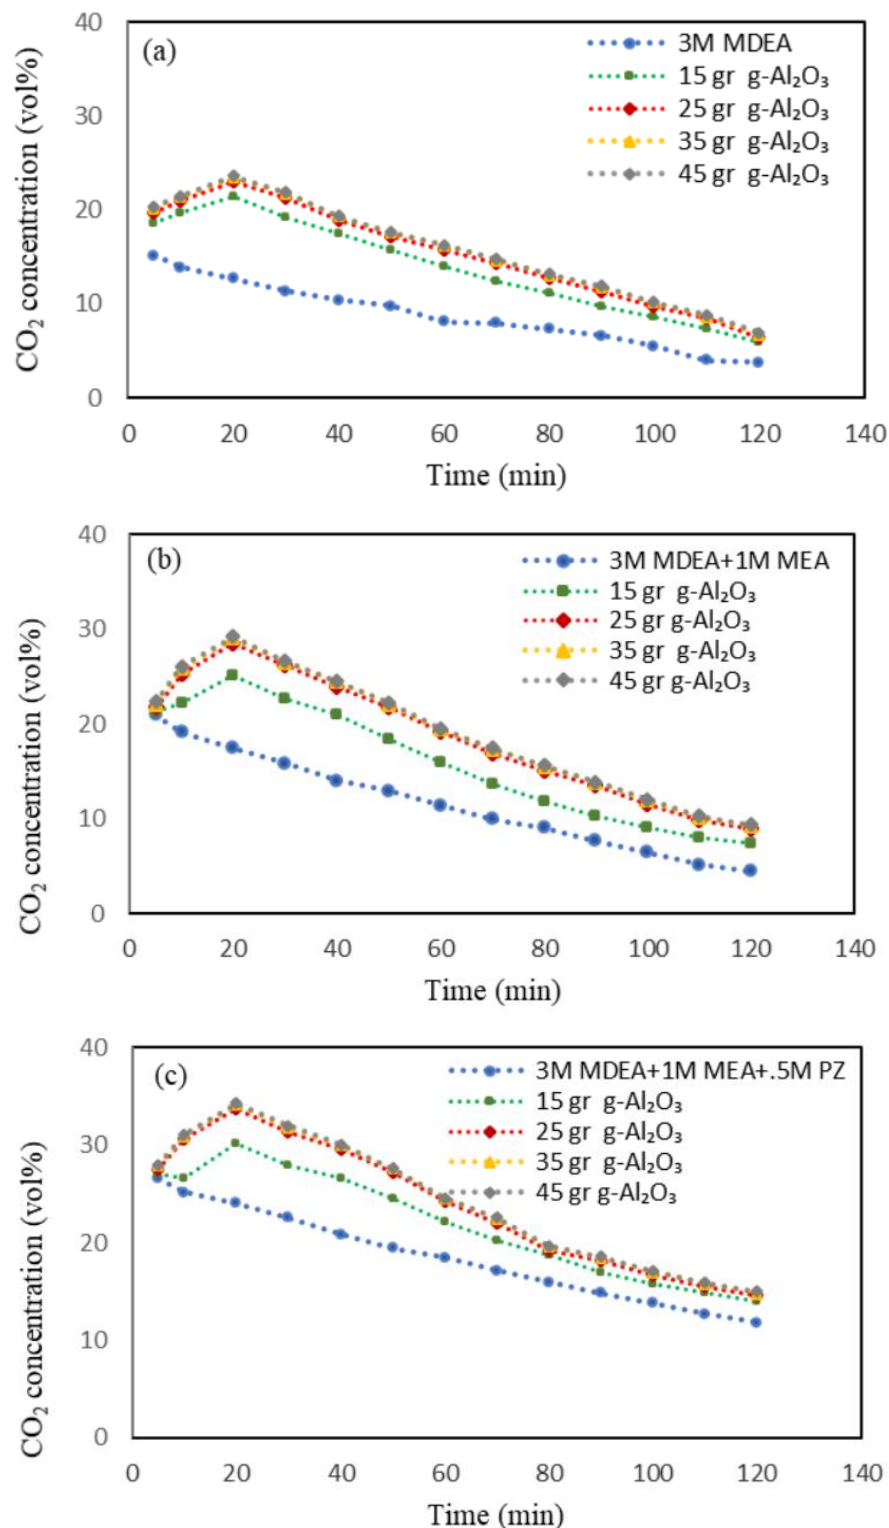 (a)
3M MDEA
15 gr g-Al₂O₃
25 gr g-Al₂O₃
35 gr g-Al₂O₃
45 gr g-Al₂O₃
CO₂ concentration (vol%)
40
30
20
10
0
0 20 40 60 80 100 120 140
Time (min)
(b)
3M MDEA+1M MEA
15 gr g-Al₂O₃
25 gr g-Al₂O₃
35 gr g-Al₂O₃
45 gr g-Al₂O₃
CO₂ concentration (vol%)
40
30
20
10
0
0 20 40 60 80 100 120 140
Time (min)
(c)
3M MDEA+1M MEA+.5M PZ
15 gr g-Al₂O₃
25 gr g-Al₂O₃
35 gr g-Al₂O₃
45 gr g-Al₂O₃
CO₂ concentration (vol%)
40
30
20
10
0
0 20 40 60 80 100 120 140
Time (min)